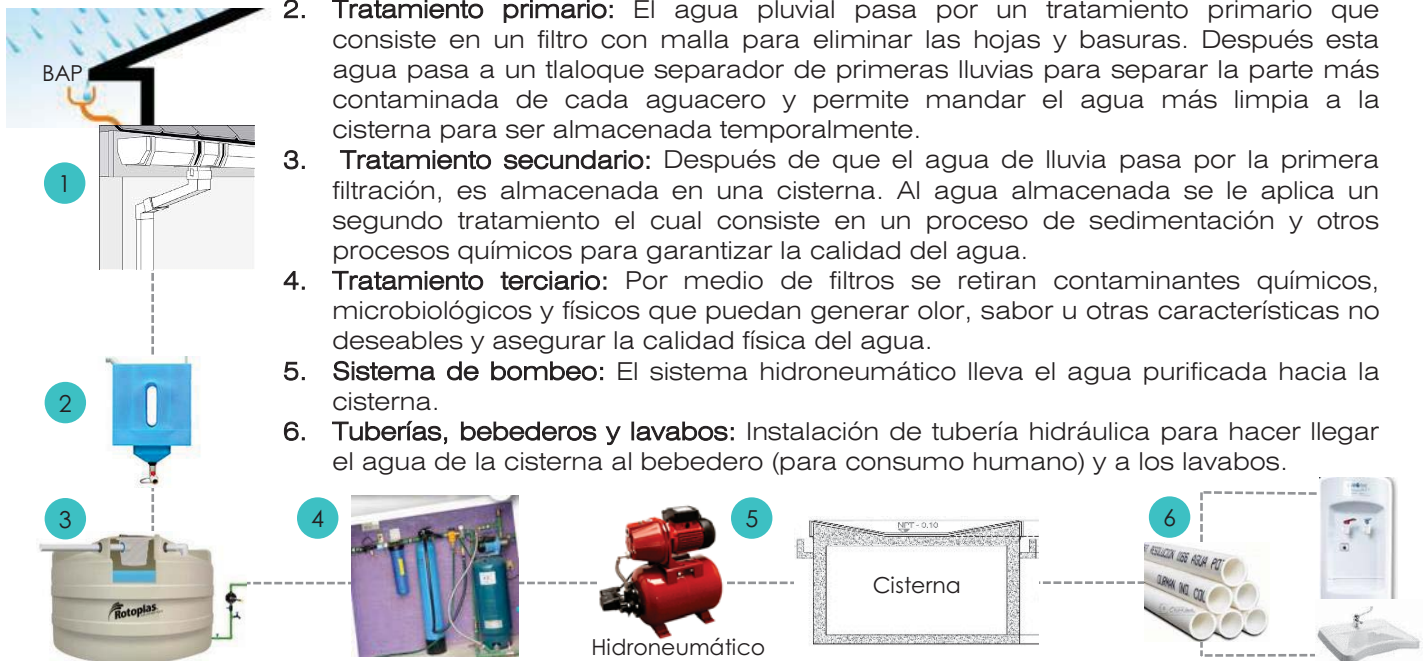 2. Tratamiento primario: El agua pluvial pasa por un tratamiento primario que
consiste en un filtro con malla para eliminar las hojas y basuras. Después esta
agua pasa a un tlaloque separador de primeras lluvias para separar la parte más
contaminada de cada aguacero y permite mandar el agua más limpia a la
cisterna para ser almacenada temporalmente.
3. Tratamiento secundario: Después de que el agua de lluvia pasa por la primera
filtración, es almacenada en una cisterna. Al agua almacenada se le aplica un
segundo tratamiento el cual consiste en un proceso de sedimentación y otros
procesos químicos para garantizar la calidad del agua.
4. Tratamiento terciario: Por medio de filtros se retiran contaminantes químicos,
microbiológicos y físicos que puedan generar olor, sabor u otras características no
deseables y asegurar la calidad física del agua.
5. Sistema de bombeo: El sistema hidroneumático lleva el agua purificada hacia la
cisterna.
6. Tuberías, bebederos y lavabos: Instalación de tubería hidráulica para hacer llegar
el agua de la cisterna al bebedero (para consumo humano) y a los lavabos.
BAP
1
2
3
Rotoplas
4
Hidroneumático
5
NPT - 0.10
Cisterna
6
AGUA POT
DURMAN IND. COL.